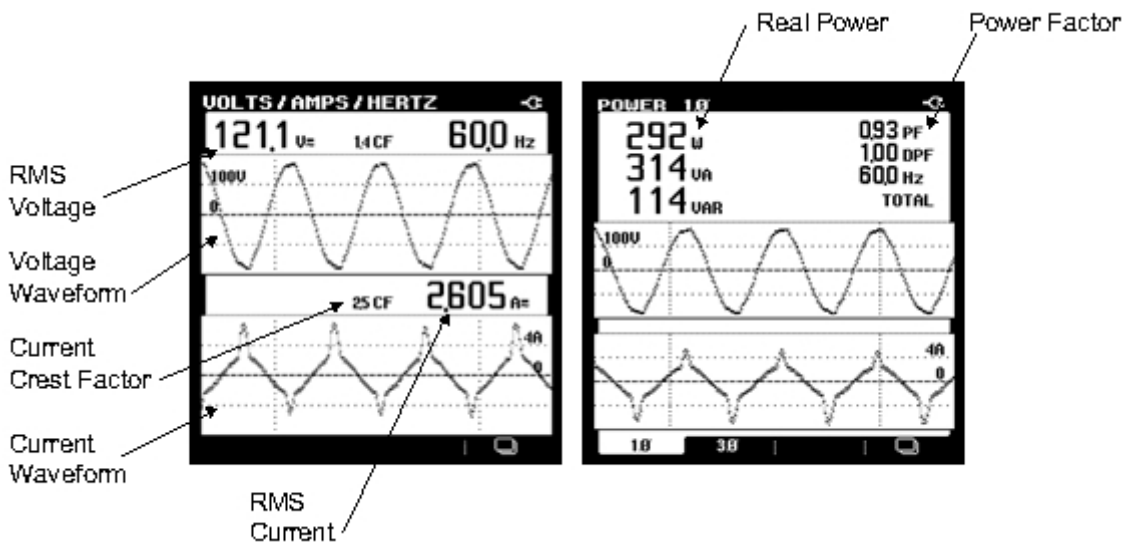 Real Power
Power Factor
VOLTS / AMPS / HERTZ
121.1 V≂ 1.4 CF 60.0 Hz
100V
0
2.5 CF 2.605 A≂
4A
0
RMS
Voltage
Voltage
Waveform
Current
Crest Factor
Current
Waveform
RMS
Current
POWER 1Ø
292 W
314 VA
114 VAR
0.93 PF
1.00 DPF
60.0 Hz
TOTAL
100V
0
4A
0
1Ø 3Ø